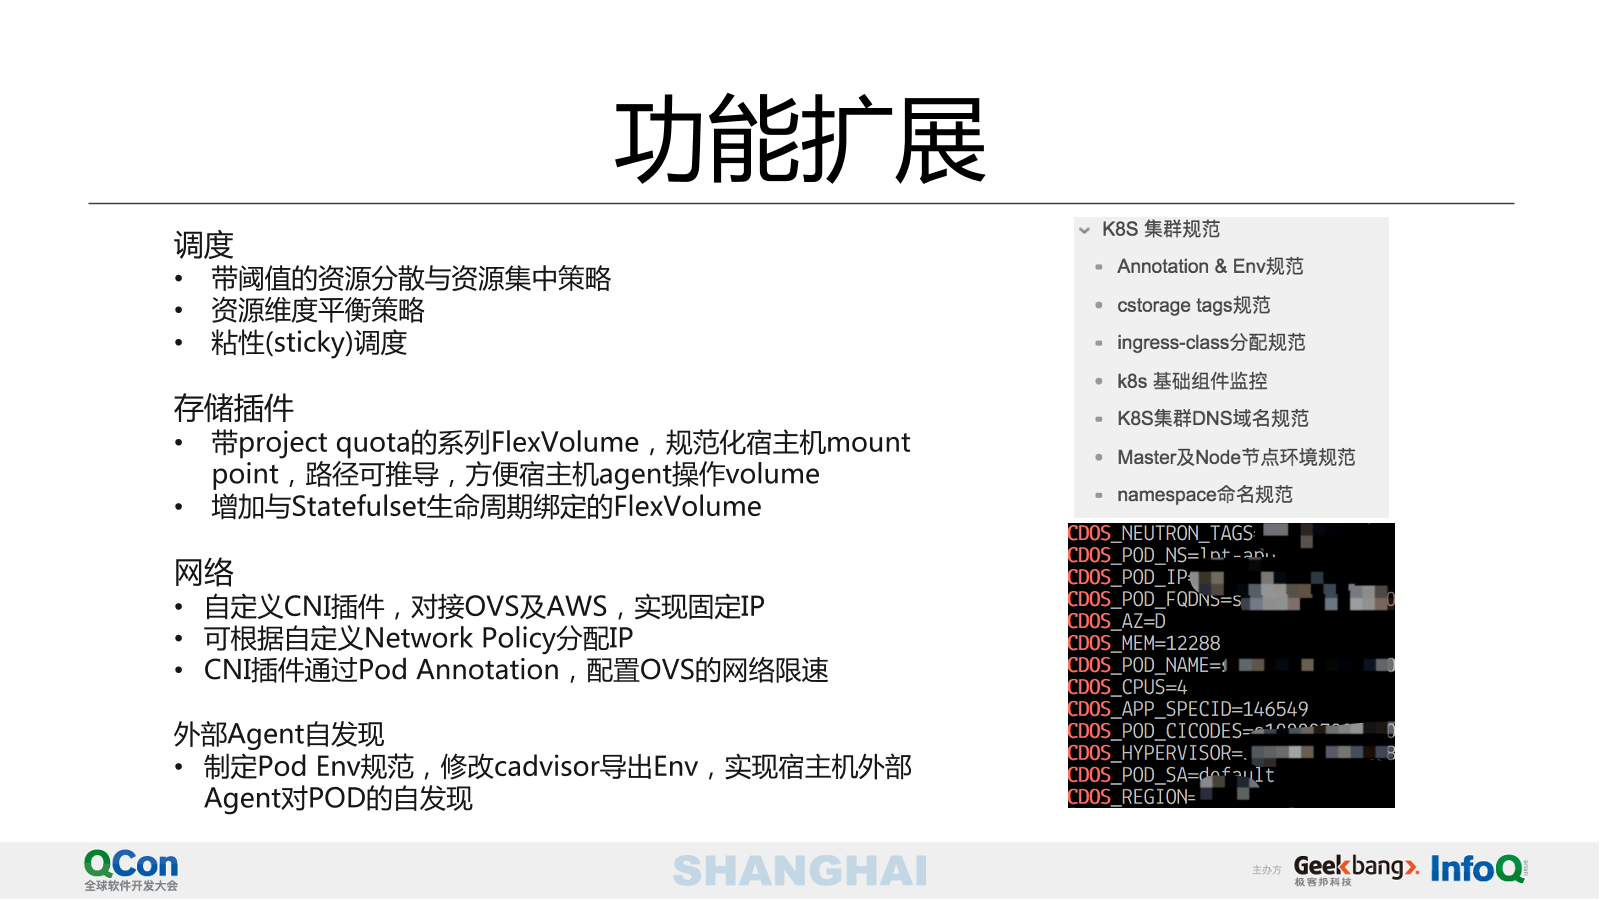 功能扩展
调度
• 带阈值的资源分散与资源集中策略
• 资源维度平衡策略
• 粘性(sticky)调度
存储插件
• 带project quota的系列FlexVolume，规范化宿主机mount
point，路径可推导，方便宿主机agent操作volume
• 增加与Statefulset生命周期绑定的FlexVolume
网络
• 自定义CNI插件，对接OVS及AWS，实现固定IP
• 可根据自定义Network Policy分配IP
• CNI插件通过Pod Annotation，配置OVS的网络限速
外部Agent自发现
• 制定Pod Env规范，修改cadvisor导出Env，实现宿主机外部
Agent对POD的自发现
K8S 集群规范
Annotation & Env规范
cstorage tags规范
ingress-class分配规范
k8s 基础组件监控
K8S集群DNS域名规范
Master及Node节点环境规范
namespace命名规范
CDOS_NEUTRON_TAGS
CDOS_POD_NS=
CDOS_POD_IP
CDOS_POD_FQDNS=s
CDOS_AZ=D
CDOS_MEM=12288
CDOS_POD_NAME=
CDOS_CPUS=4
CDOS_APP_SPECID=146549
CDOS_POD_CICODES=
CDOS_HYPERVISOR=
CDOS_POD_SA=default
CDOS_REGION=
QCon
全球软件开发大会
SHANGHAI
主办方
Geekbang>.
极客邦科技
InfoQ